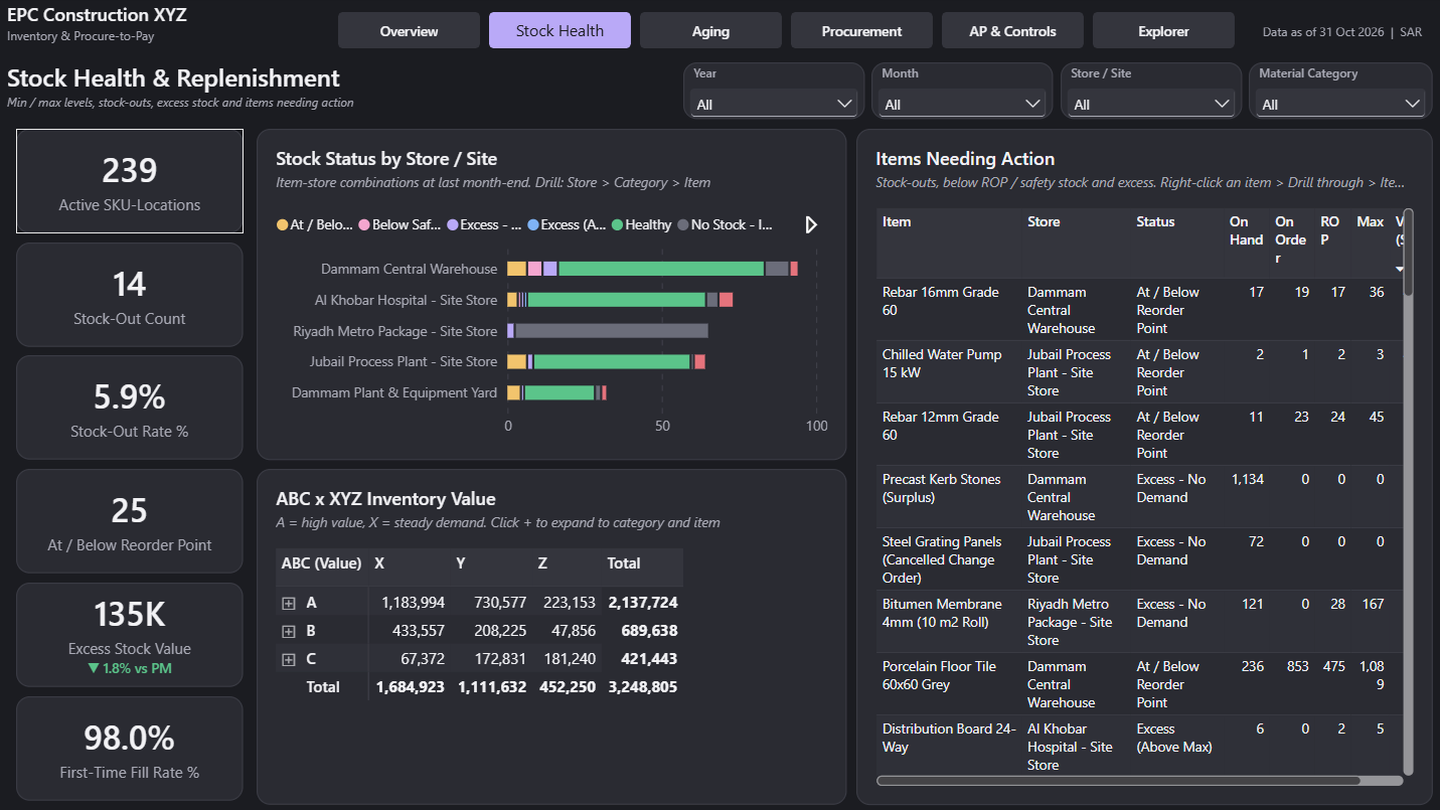 EPC Construction XYZ
Inventory & Procure-to-Pay
Overview
Stock Health
Aging
Procurement
AP & Controls
Explorer
Data as of 31 Oct 2026 | SAR
Stock Health & Replenishment
Min / max levels, stock-outs, excess stock and items needing action
Year
All
Month
All
Store / Site
All
Material Category
All
239
Active SKU-Locations
14
Stock-Out Count
5.9%
Stock-Out Rate %
25
At / Below Reorder Point
135K
Excess Stock Value
▼ 1.8% vs PM
98.0%
First-Time Fill Rate %
Stock Status by Store / Site
Item-store combinations at last month-end. Drill: Store > Category > Item
At / Belo... Below Saf... Excess - ... Excess (A... Healthy No Stock - I...
Dammam Central Warehouse
Al Khobar Hospital - Site Store
Riyadh Metro Package - Site Store
Jubail Process Plant - Site Store
Dammam Plant & Equipment Yard
0 50 100
ABC x XYZ Inventory Value
A = high value, X = steady demand. Click + to expand to category and item
ABC (Value) X Y Z Total
A 1,183,994 730,577 223,153 2,137,724
B 433,557 208,225 47,856 689,638
C 67,372 172,831 181,240 421,443
Total 1,684,923 1,111,632 452,250 3,248,805
Items Needing Action
Stock-outs, below ROP / safety stock and excess. Right-click an item > Drill through > Ite...
Item Store Status On Orde RO Max V
Hand r P (S
Rebar 16mm Grade Dammam At / Below 17 19 17 36
60 Central Reorder
Warehouse Point
Chilled Water Pump Jubail Process At / Below 2 1 2 3
15 kW Plant - Site Reorder
Store Point
Rebar 12mm Grade Jubail Process At / Below 11 23 24 45
60 Plant - Site Reorder
Store Point
Precast Kerb Stones Dammam Excess - No 1,134 0 0 0
(Surplus) Central Demand
Warehouse
Steel Grating Panels Jubail Process Excess - No 72 0 0 0
(Cancelled Change Plant - Site Demand
Order) Store
Bitumen Membrane Riyadh Metro Excess - No 121 0 28 167
4mm (10 m2 Roll) Package - Site Demand
Store
Porcelain Floor Tile Dammam At / Below 236 853 475 1,08
60x60 Grey Central Reorder 9
Warehouse Point
Distribution Board 24- Al Khobar Excess 6 0 2 5
Way Hospital - Site (Above Max)
Store